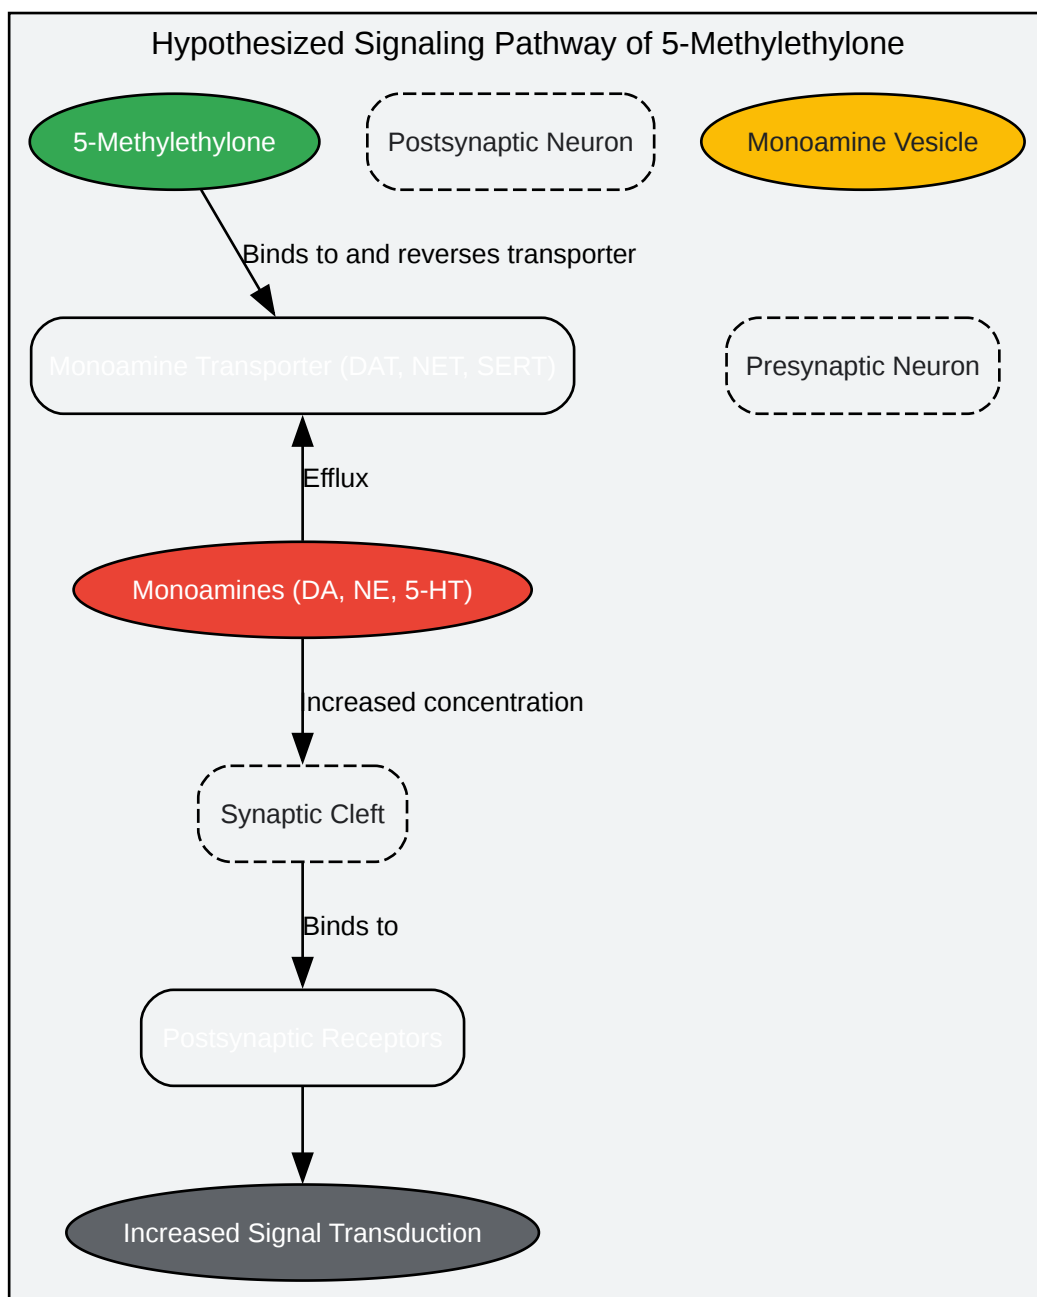 Hypothesized Signaling Pathway of 5-Methylethylone
5-Methylethylone
Postsynaptic Neuron
Monoamine Vesicle
Binds to and reverses transporter
Monoamine Transporter (DAT, NET, SERT)
Presynaptic Neuron
Efflux
Monoamines (DA, NE, 5-HT)
Increased concentration
Synaptic Cleft
Binds to
Postsynaptic Receptors
Increased Signal Transduction